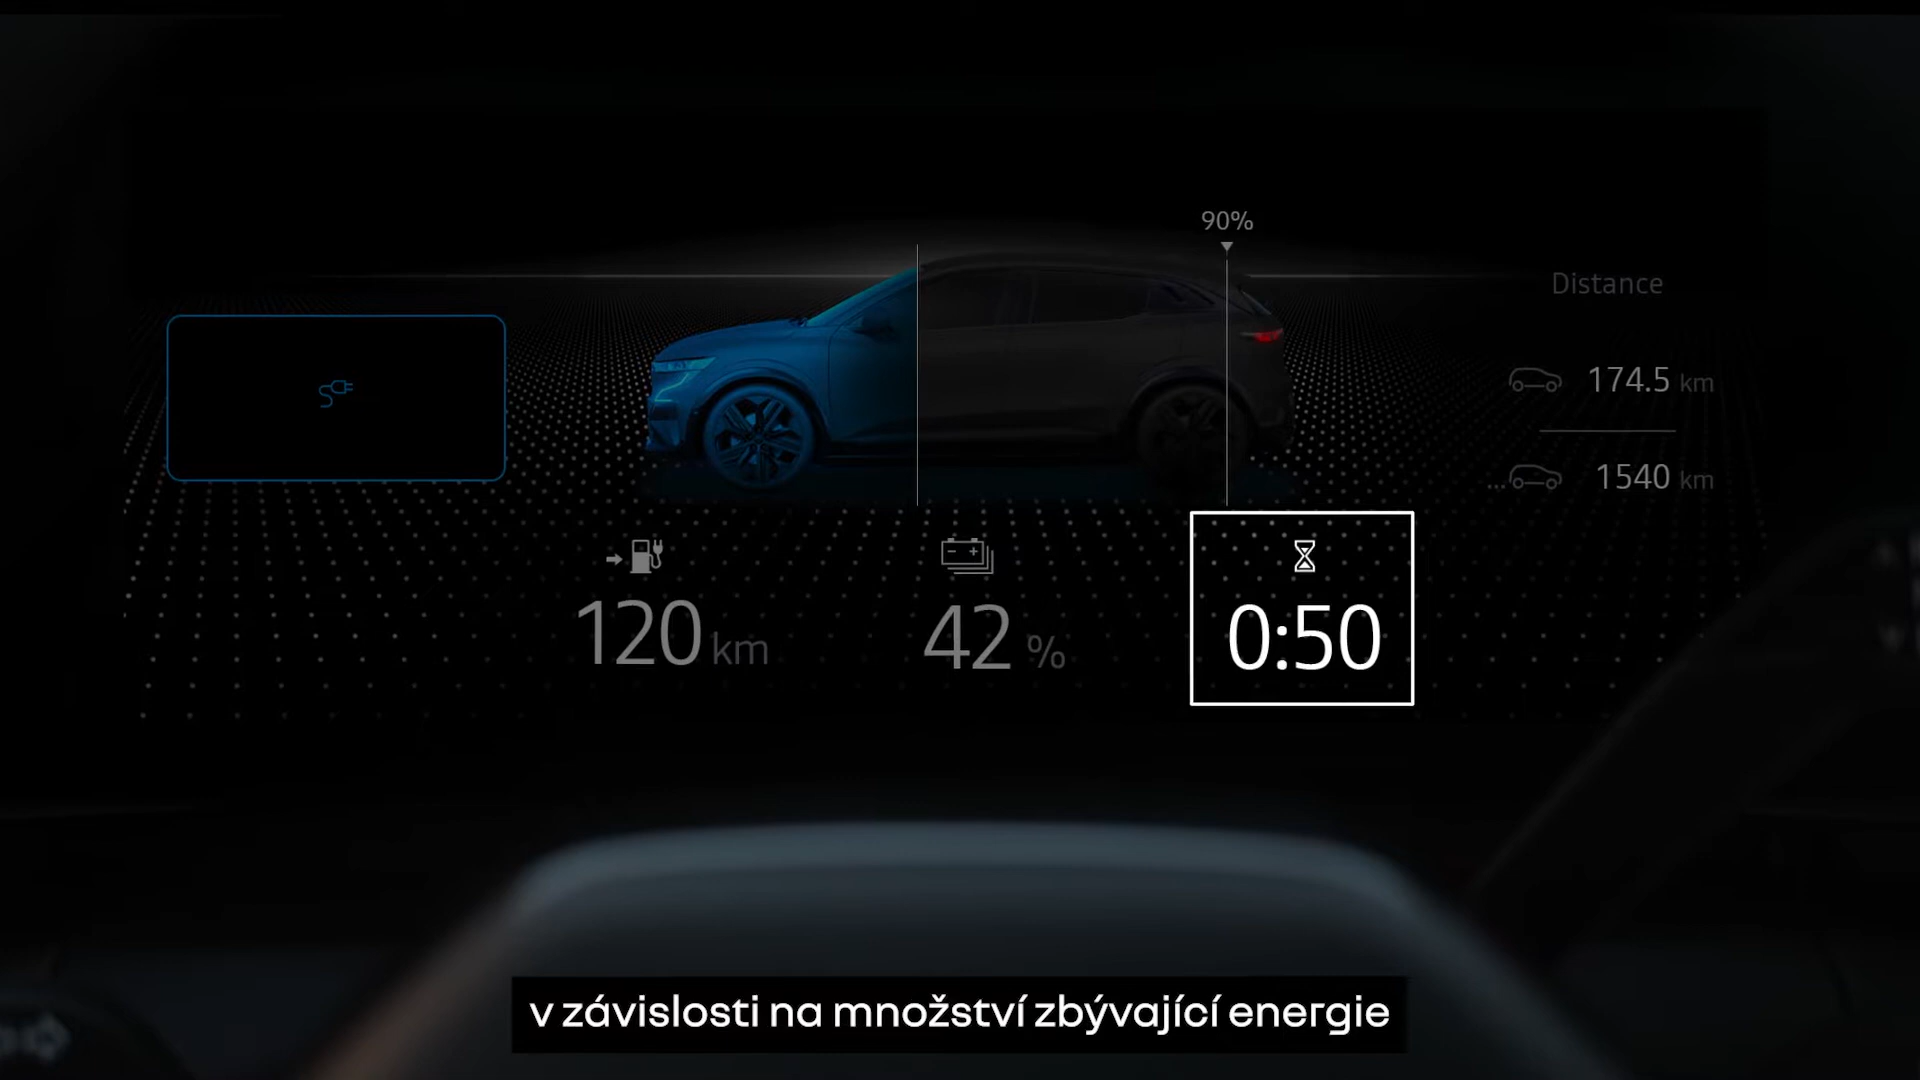 90%
Distance
174.5 km
...1540 km
120 km
42 %
0:50
v závislosti na množství zbývající energie